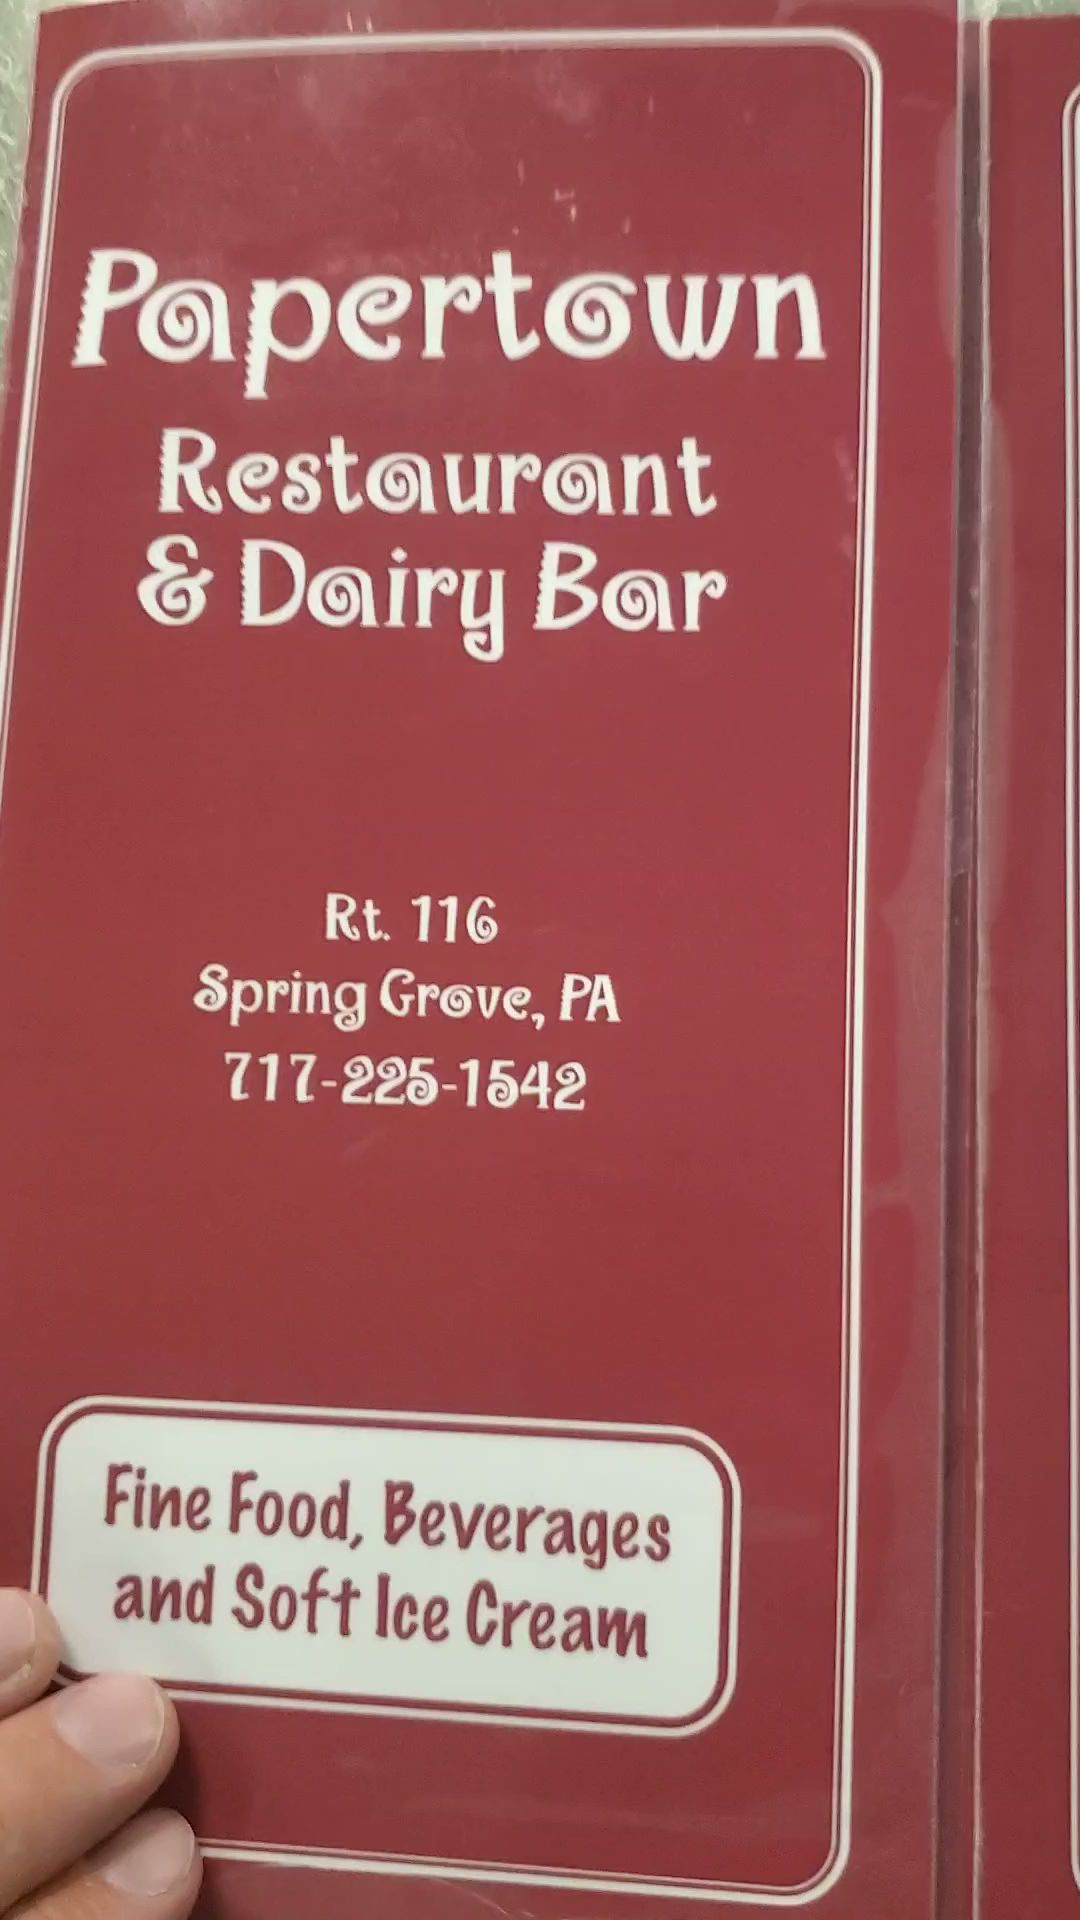 Papertown
Restaurant
& Dairy Bar
Rt. 116
Spring Grove, PA
717-225-1542
Fine Food, Beverages
and Soft Ice Cream